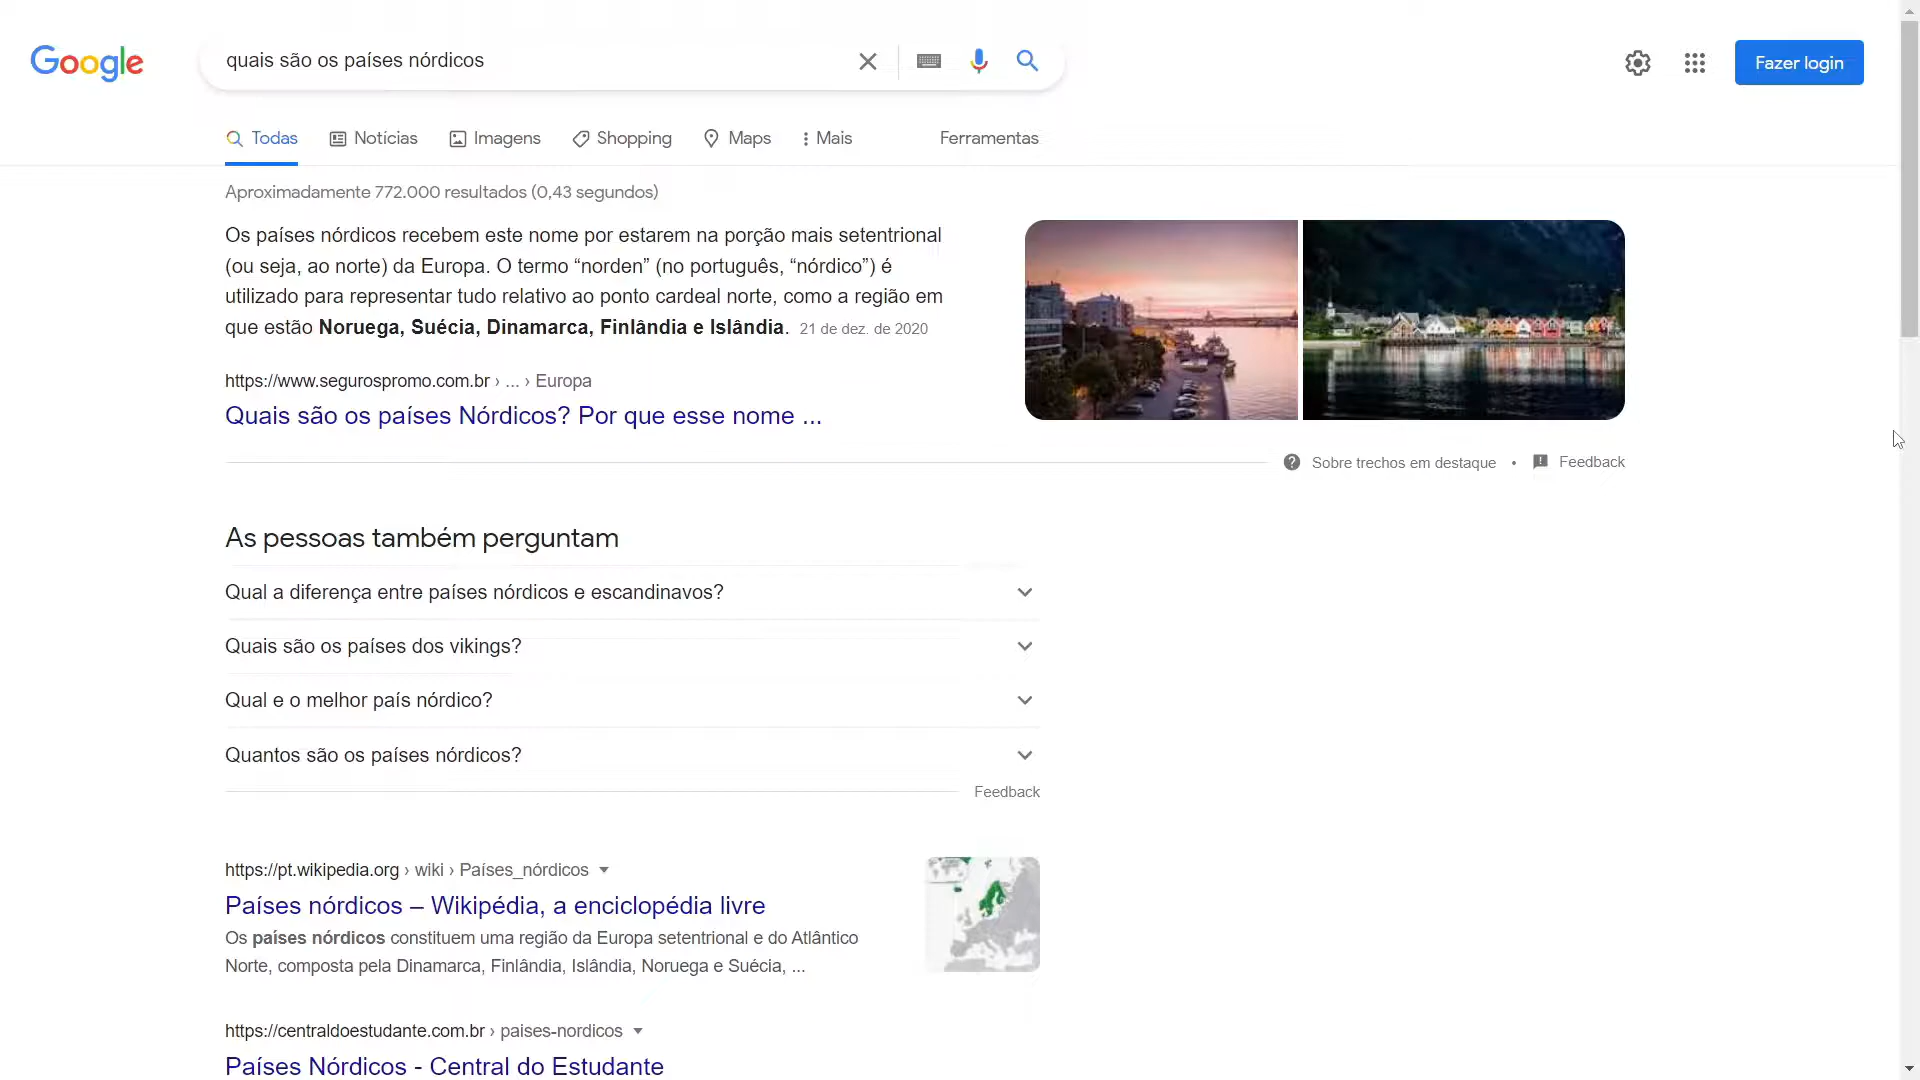 Google
quais são os países nórdicos
Fazer login
Todas
Notícias
Imagens
Shopping
Maps
Mais
Ferramentas
Aproximadamente 772.000 resultados (0,43 segundos)
Os países nórdicos recebem este nome por estarem na porção mais setentrional
(ou seja, ao norte) da Europa. O termo “norden” (no português, “nórdico”) é
utilizado para representar tudo relativo ao ponto cardeal norte, como a região em
que estão Noruega, Suécia, Dinamarca, Finlândia e Islândia. 21 de dez. de 2020
https://www.segurospromo.com.br › ... › Europa
Quais são os países Nórdicos? Por que esse nome ...
Sobre trechos em destaque • Feedback
As pessoas também perguntam
Qual a diferença entre países nórdicos e escandinavos?
Quais são os países dos vikings?
Qual e o melhor país nórdico?
Quantos são os países nórdicos?
Feedback
https://pt.wikipedia.org › wiki › Países_nórdicos
Países nórdicos – Wikipédia, a enciclopédia livre
Os países nórdicos constituem uma região da Europa setentrional e do Atlântico
Norte, composta pela Dinamarca, Finlândia, Islândia, Noruega e Suécia, ...
https://centraldoestudante.com.br › paises-nordicos
Países Nórdicos - Central do Estudante